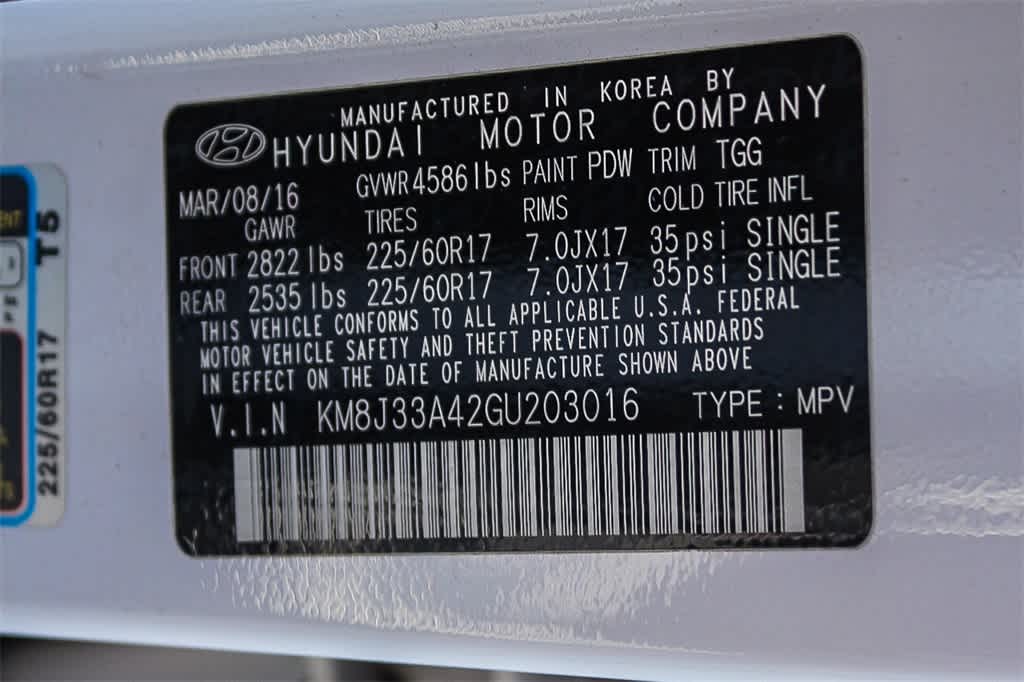 MANUFACTURED IN KOREA BY
HYUNDAI MOTOR COMPANY
MAR/08/16 GVWR 4586 lbs PAINT PDW TRIM TGG
GAWR TIRES RIMS COLD TIRE INFL
FRONT 2822 lbs 225/60R17 7.0JX17 35psi SINGLE
REAR 2535 lbs 225/60R17 7.0JX17 35psi SINGLE
THIS VEHICLE CONFORMS TO ALL APPLICABLE U.S.A. FEDERAL
MOTOR VEHICLE SAFETY AND THEFT PREVENTION STANDARDS
IN EFFECT ON THE DATE OF MANUFACTURE SHOWN ABOVE
V.I.N KM8J33A42GU203016 TYPE : MPV
225/60R17 T5